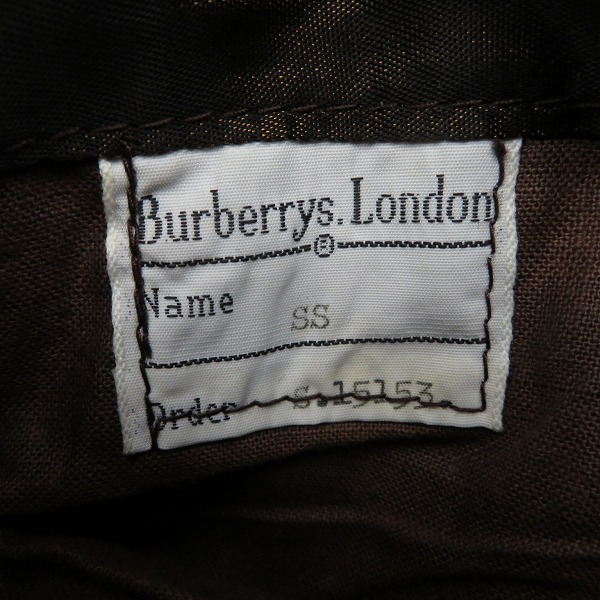 Burberrys. London
®
Name SS
Order S.15153.